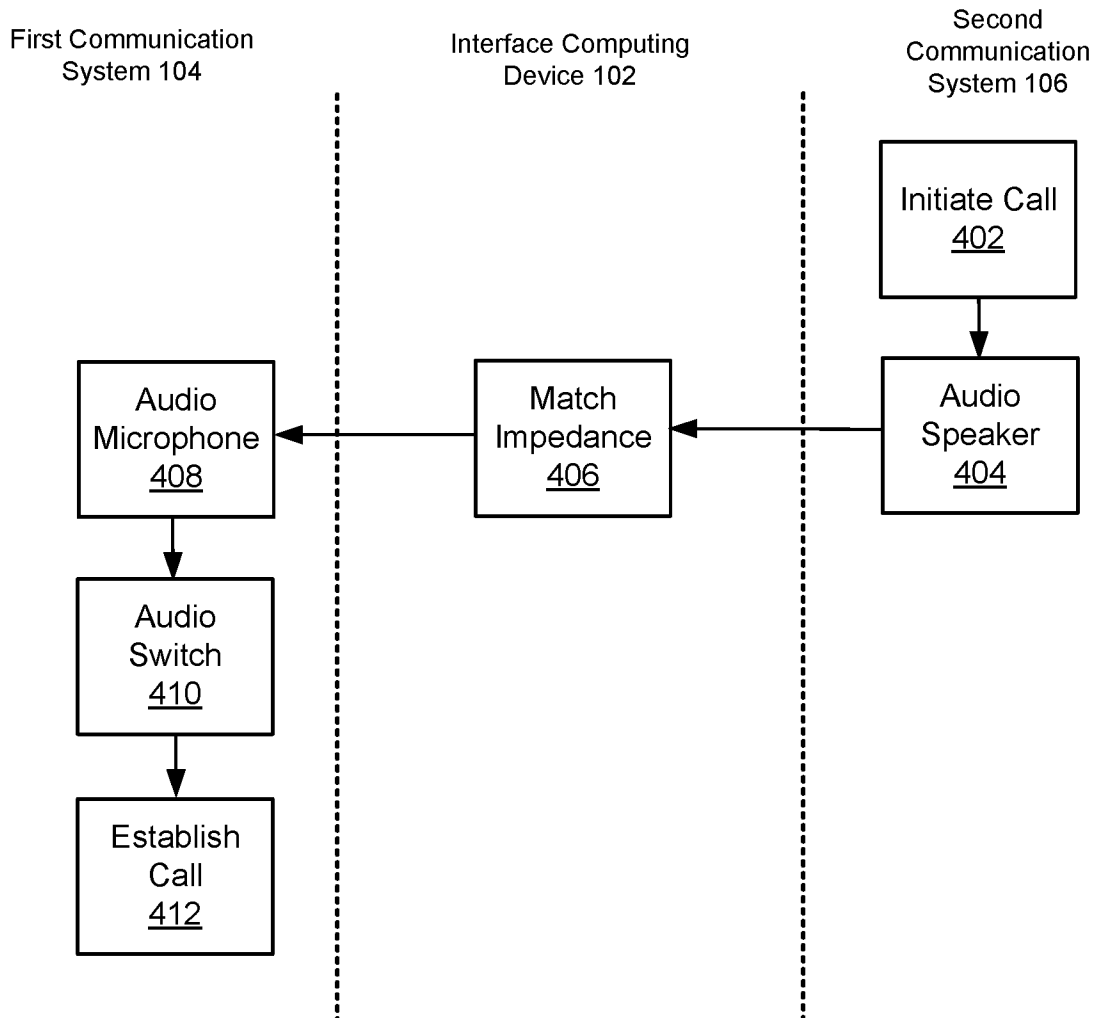 First Communication
System 104
Interface Computing
Device 102
Second
Communication
System 106
Initiate Call
402
Audio
Speaker
404
Match
Impedance
406
Audio
Microphone
408
Audio
Switch
410
Establish
Call
412